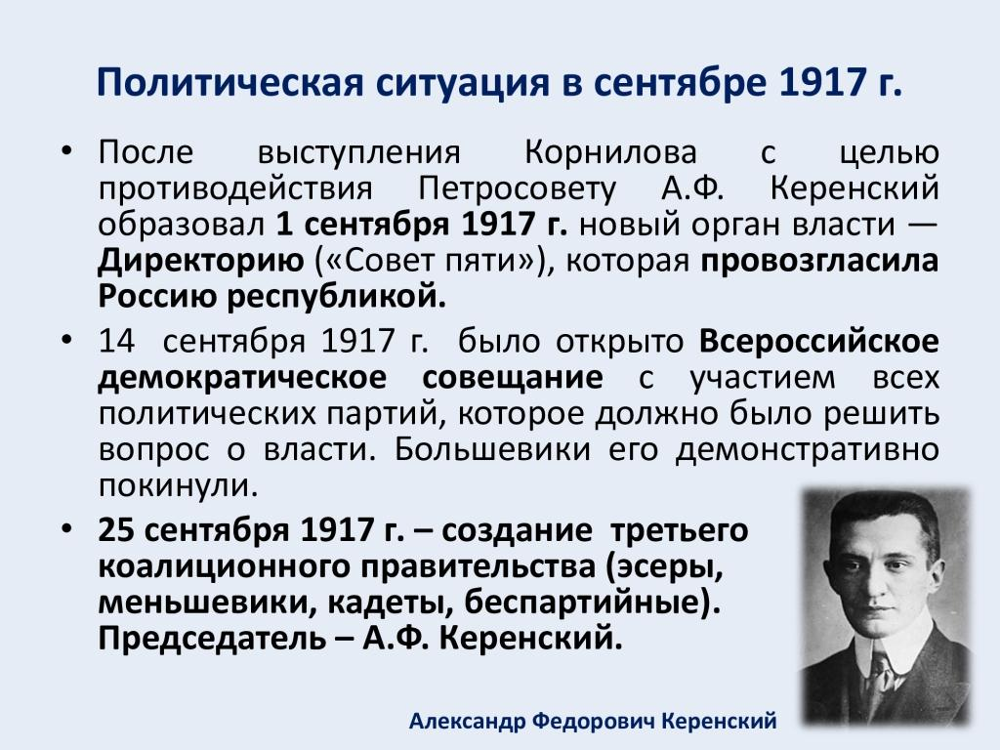 Политическая ситуация в сентябре 1917 г.
• После выступления Корнилова с целью
противодействия Петросовету А.Ф. Керенский
образовал 1 сентября 1917 г. новый орган власти —
Директорию («Совет пяти»), которая провозгласила
Россию республикой.
• 14 сентября 1917 г. было открыто Всероссийское
демократическое совещание с участием всех
политических партий, которое должно было решить
вопрос о власти. Большевики его демонстративно
покинули.
• 25 сентября 1917 г. – создание третьего
коалиционного правительства (эсеры,
меньшевики, кадеты, беспартийные).
Председатель – А.Ф. Керенский.
Александр Федорович Керенский